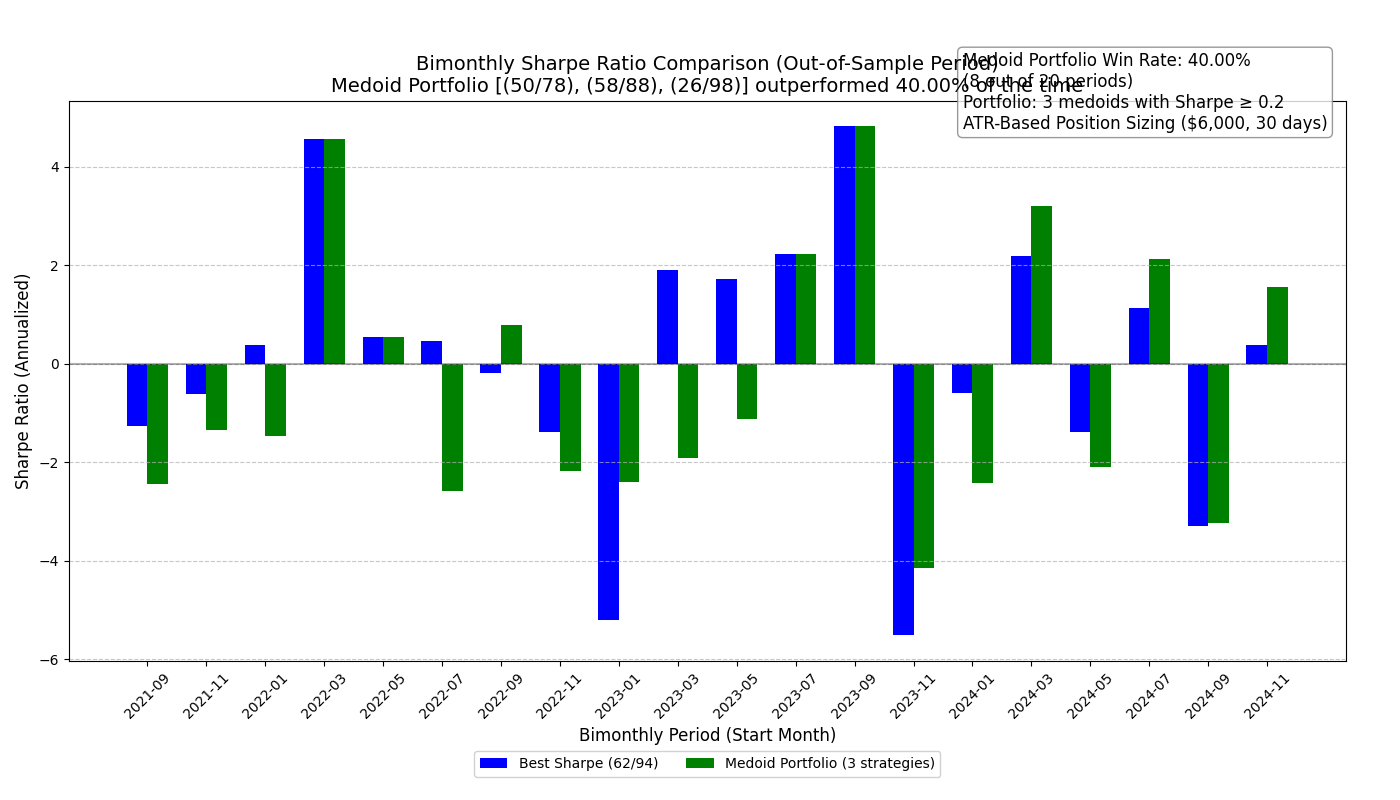 Bimonthly Sharpe Ratio Comparison (Out-of-Sample Period)
Medoid Portfolio [(50/78), (58/88), (26/98)] outperformed 40.00% of the time
Medoid Portfolio Win Rate: 40.00%
(8 out of 20 periods)
Portfolio: 3 medoids with Sharpe ≥ 0.2
ATR-Based Position Sizing ($6,000, 30 days)
Sharpe Ratio (Annualized)
4
2
0
−2
−4
−6
2021-09
2021-11
2022-01
2022-03
2022-05
2022-07
2022-09
2022-11
2023-01
2023-03
2023-05
2023-07
2023-09
2023-11
2024-01
2024-03
2024-05
2024-07
2024-09
2024-11
Bimonthly Period (Start Month)
Best Sharpe (62/94)
Medoid Portfolio (3 strategies)